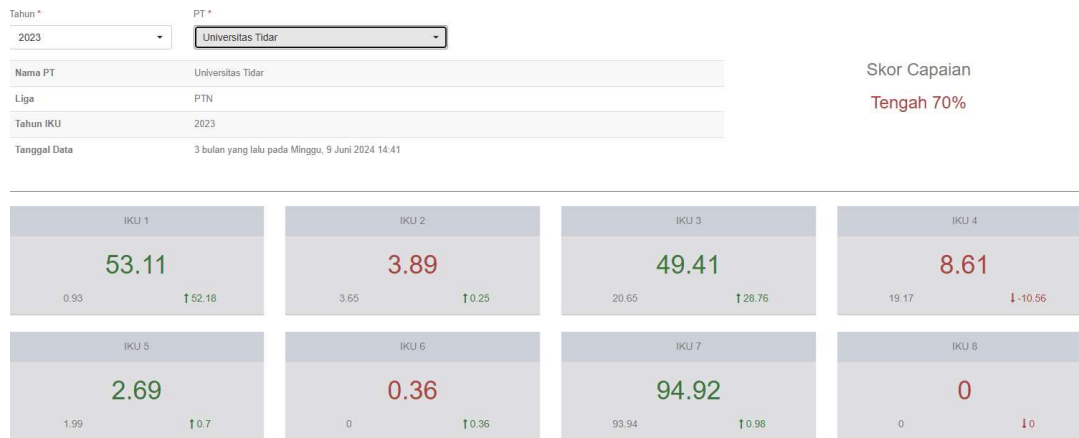 Tahun * PT *
2023 Universitas Tidar
Nama PT Universitas Tidar
Liga PTN
Tahun IKU 2023
Tanggal Data 3 bulan yang lalu pada Minggu, 9 Juni 2024 14:41
Skor Capaian
Tengah 70%
IKU 1 IKU 2 IKU 3 IKU 4
53.11 3.89 49.41 8.61
0.93 ⬆52.18 3.65 ⬆0.25 20.65 ⬆28.76 19.17 ⬇-10.56
IKU 5 IKU 6 IKU 7 IKU 8
2.69 0.36 94.92 0
1.99 ⬆0.7 0 ⬆0.36 93.94 ⬆0.98 0 ⬇0